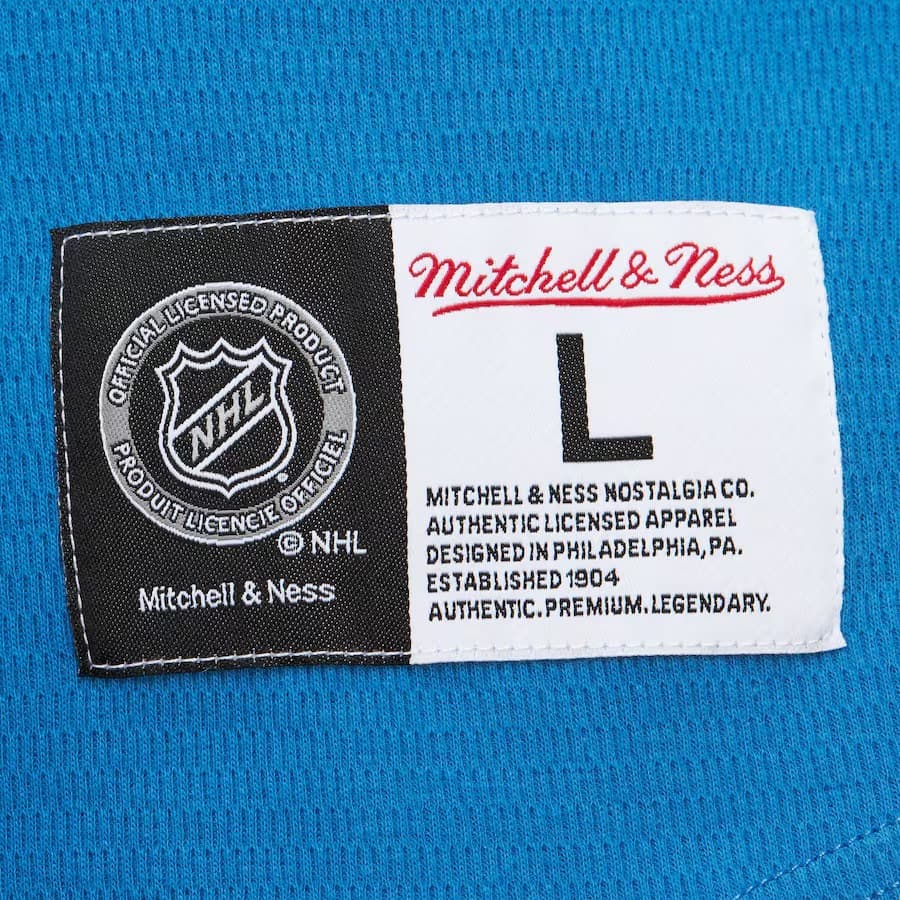 OFFICIAL LICENSED PRODUCT
NHL
PRODUIT LICENCIE OFFICIEL
© NHL
Mitchell & Ness
Mitchell & Ness
L
MITCHELL & NESS NOSTALGIA CO.
AUTHENTIC LICENSED APPAREL
DESIGNED IN PHILADELPHIA, PA.
ESTABLISHED 1904
AUTHENTIC. PREMIUM. LEGENDARY.